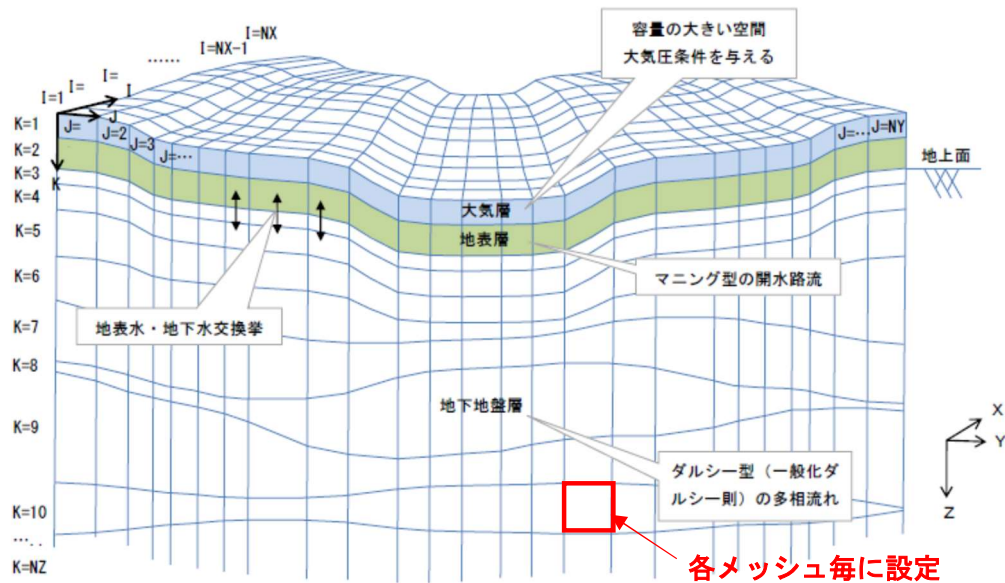 I=NX
I=NX-1
……
I=
I=
I=1
I
J
K
J=
J=2
J=3
J=…
J=…
J=NY
K=1
K=2
K=3
K=4
K=5
K=6
K=7
K=8
K=9
K=10
…..
K=NZ
容量の大きい空間
大気圧条件を与える
地上面
大気層
地表層
マニング型の開水路流
地表水・地下水交換挙
地下地盤層
ダルシー型（一般化ダ
ルシー則）の多相流れ
X
Y
Z
各メッシュ毎に設定